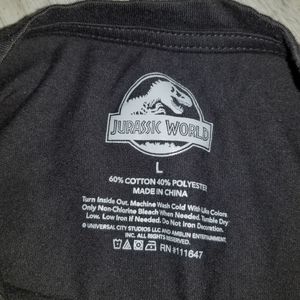 JURASSIC WORLD
L
60% COTTON 40% POLYESTER
MADE IN CHINA
Turn Inside Out. Machine Wash Cold With Like Colors
Only Non-Chlorine Bleach When Needed. Tumble Dry
Low. Low Iron if Needed. Do Not Iron Decoration.
© UNIVERSAL CITY STUDIOS LLC AND AMBLIN ENTERTAINMENT,
INC. ALL RIGHTS RESERVED.
RN #111647